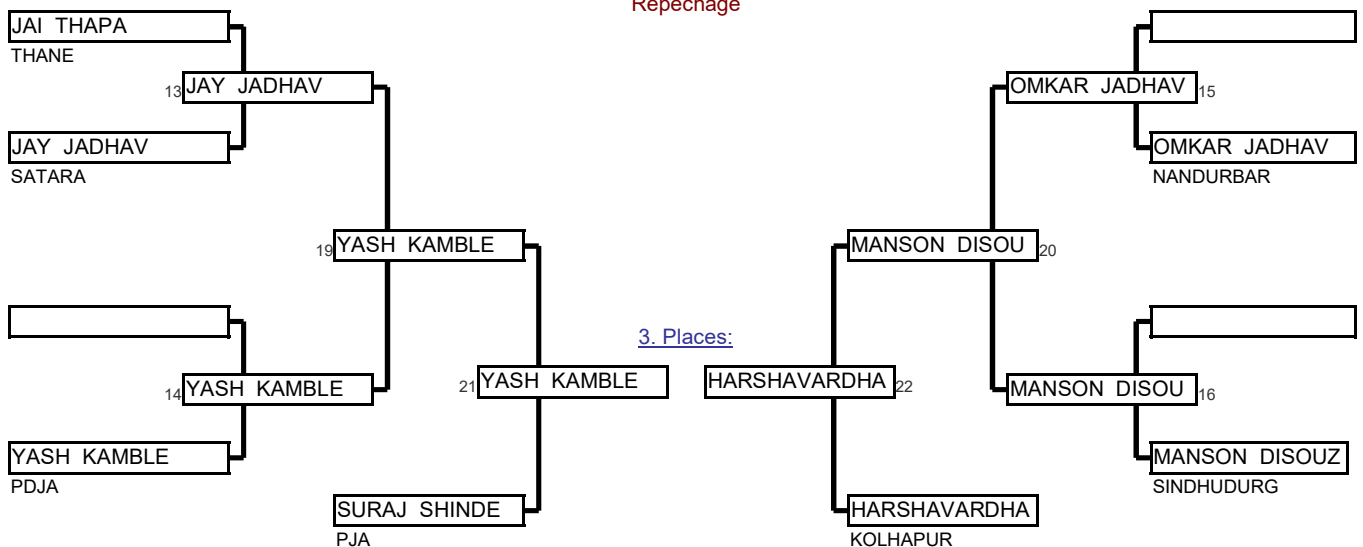 Repechage
JAI THAPA
THANE
13 JAY JADHAV
OMKAR JADHAV 15
JAY JADHAV
SATARA
OMKAR JADHAV
NANDURBAR
19 YASH KAMBLE
MANSON DISOU 20
3. Places:
14 YASH KAMBLE
21 YASH KAMBLE
HARSHAVARDHA 22
MANSON DISOU 16
YASH KAMBLE
PDJA
MANSON DISOUZ
SINDHUDURG
SURAJ SHINDE
PJA
HARSHAVARDHA
KOLHAPUR